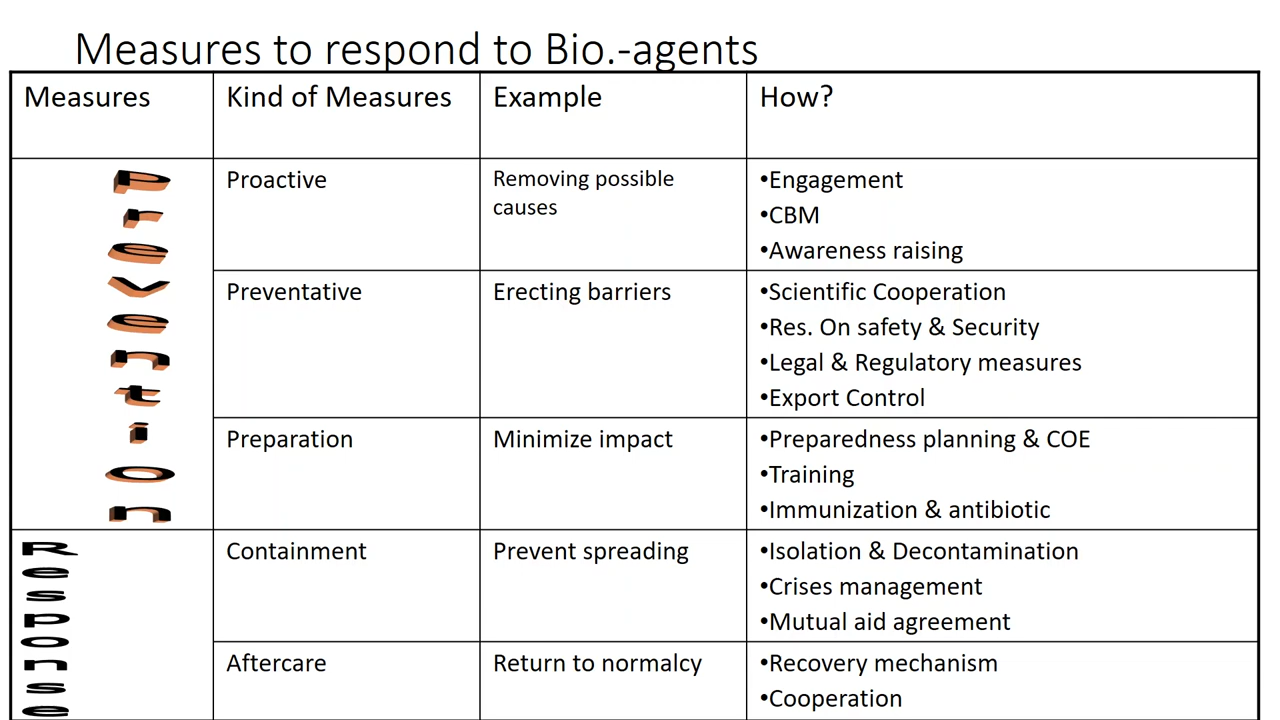 Measures to respond to Bio.-agents
Measures Kind of Measures Example How?
Prevention
Proactive
Removing possible
causes
•Engagement
•CBM
•Awareness raising
Preventative
Erecting barriers
•Scientific Cooperation
•Res. On safety & Security
•Legal & Regulatory measures
•Export Control
Preparation
Minimize impact
•Preparedness planning & COE
•Training
•Immunization & antibiotic
Response
Containment
Prevent spreading
•Isolation & Decontamination
•Crises management
•Mutual aid agreement
Aftercare
Return to normalcy
•Recovery mechanism
•Cooperation